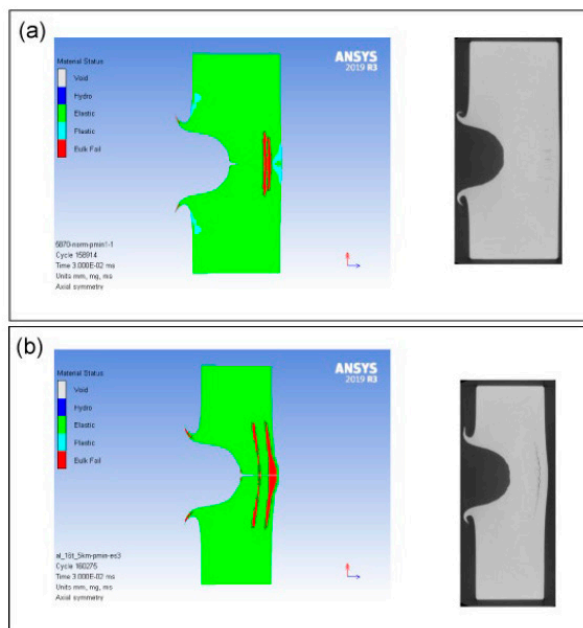 (a)
ANSYS
2019 R3
Material Status
Void
Hydro
Elastic
Plastic
Bulk Fail
Cycle 158914
Time 3.000E-02 ms
Units mm, mg, ms
Axial symmetry
(b)
ANSYS
2019 R3
Material Status
Void
Hydro
Elastic
Plastic
Bulk Fail
Cycle 160275
Time 3.000E-02 ms
Units mm, mg, ms
Axial symmetry